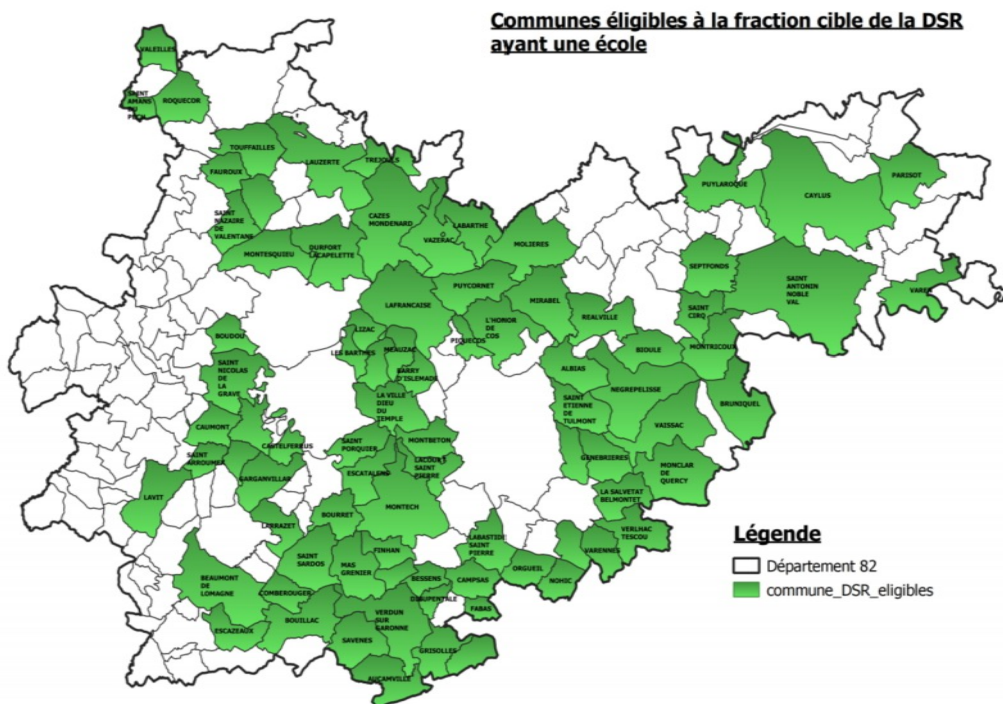 Communes éligibles à la fraction cible de la DSR
ayant une école
VALEILLES
SAINT
AMANS
DU
PECH
ROQUECOR
TOUFFAILLES
LAUZERTE
TREJOULS
FAUROUX
PUYLAROQUE
CAYLUS
PARISOT
SAINT
NAZAIRE
DE
VALENTANE
CAZES
MONDENARD
LABARTHE
VAZERAC
MOLIERES
MONTESQUIEU
DURFORT
LACAPELETTE
SEPTFONDS
SAINT
ANTONIN
NOBLE
VAL
VAREN
PUYCORNET
LAFRANCAISE
MIRABEL
REALVILLE
SAINT
CIRQ
L'HONOR
DE
COS
PIQUECOS
LIZAC
LES BARTHES
MEAUZAC
BARRY
D'ISLEMADE
BOUDOU
MONTRICOUX
BIOULE
ALBIAS
NEGREPELISSE
SAINT
NICOLAS
DE
LA
GRAVE
LA VILLE
DIEU
DU
TEMPLE
SAINT
ETIENNE
DE
TULMONT
BRUNIQUEL
VAISSAC
CAUMONT
CASTELFERRUS
SAINT
PORQUIER
MONTBETON
SAINT
ARROUMEX
LACOURT
SAINT
PIERRE
GENEBRIERES
MONCLAR
DE
QUERCY
GARGANVILLAR
ESCATALENS
LAVIT
LA SALVETAT
BELMONTET
MONTECH
BOURRET
LARRAZET
VERLHAC
TESCOU
LABASTIDE
SAINT
PIERRE
VARENNES
FINHAN
SAINT
SARDOS
MAS
GRENIER
ORGUEIL
NOHIC
BEAUMONT
DE
LOMAGNE
COMBEROUGER
BESSENS
CAMPSAS
DIEUPENTALE
FABAS
BOUILLAC
VERDUN
SUR
GARONNE
ESCAZEAUX
SAVENES
GRISOLLES
AUCAMVILLE
Légende
Département 82
commune_DSR_eligibles